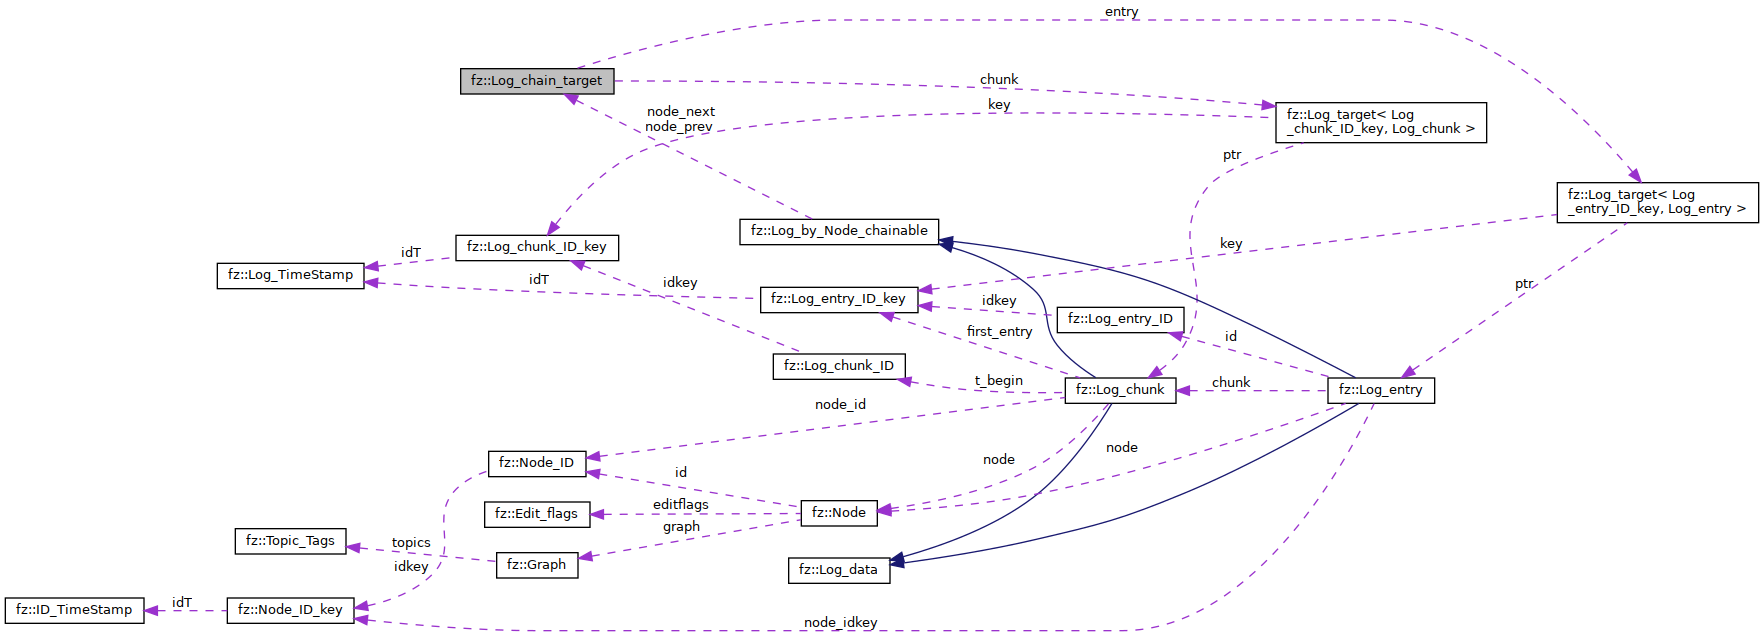 entry
fz::Log_chain_target
chunk
key
node_next
node_prev
fz::Log_target< Log
_chunk_ID_key, Log_chunk >
ptr
fz::Log_target< Log
_entry_ID_key, Log_entry >
fz::Log_by_Node_chainable
fz::Log_chunk_ID_key
key
idT
fz::Log_TimeStamp
idT
idkey
fz::Log_entry_ID_key
idkey
ptr
fz::Log_entry_ID
first_entry
id
fz::Log_chunk_ID
t_begin
fz::Log_chunk
chunk
fz::Log_entry
node_id
node
node
fz::Node_ID
id
editflags
fz::Edit_flags
fz::Node
graph
fz::Topic_Tags
topics
idkey
fz::Graph
fz::Log_data
idT
fz::ID_TimeStamp
fz::Node_ID_key
node_idkey